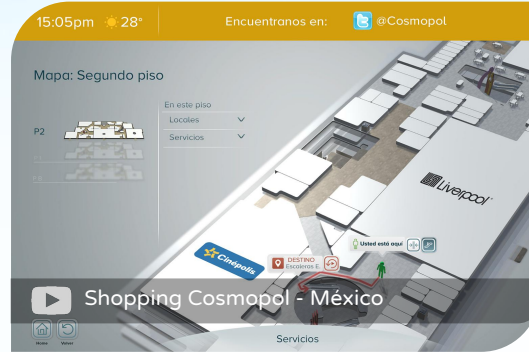 15:05pm 28°
Encuentranos en:
@Cosmopol
Mapa: Segundo piso
En este piso
Locales
Servicios
P2
Liverpool
Usted está aquí
DESTINO
Escaleras E.
Cinépolis
Shopping Cosmopol - México
Servicios